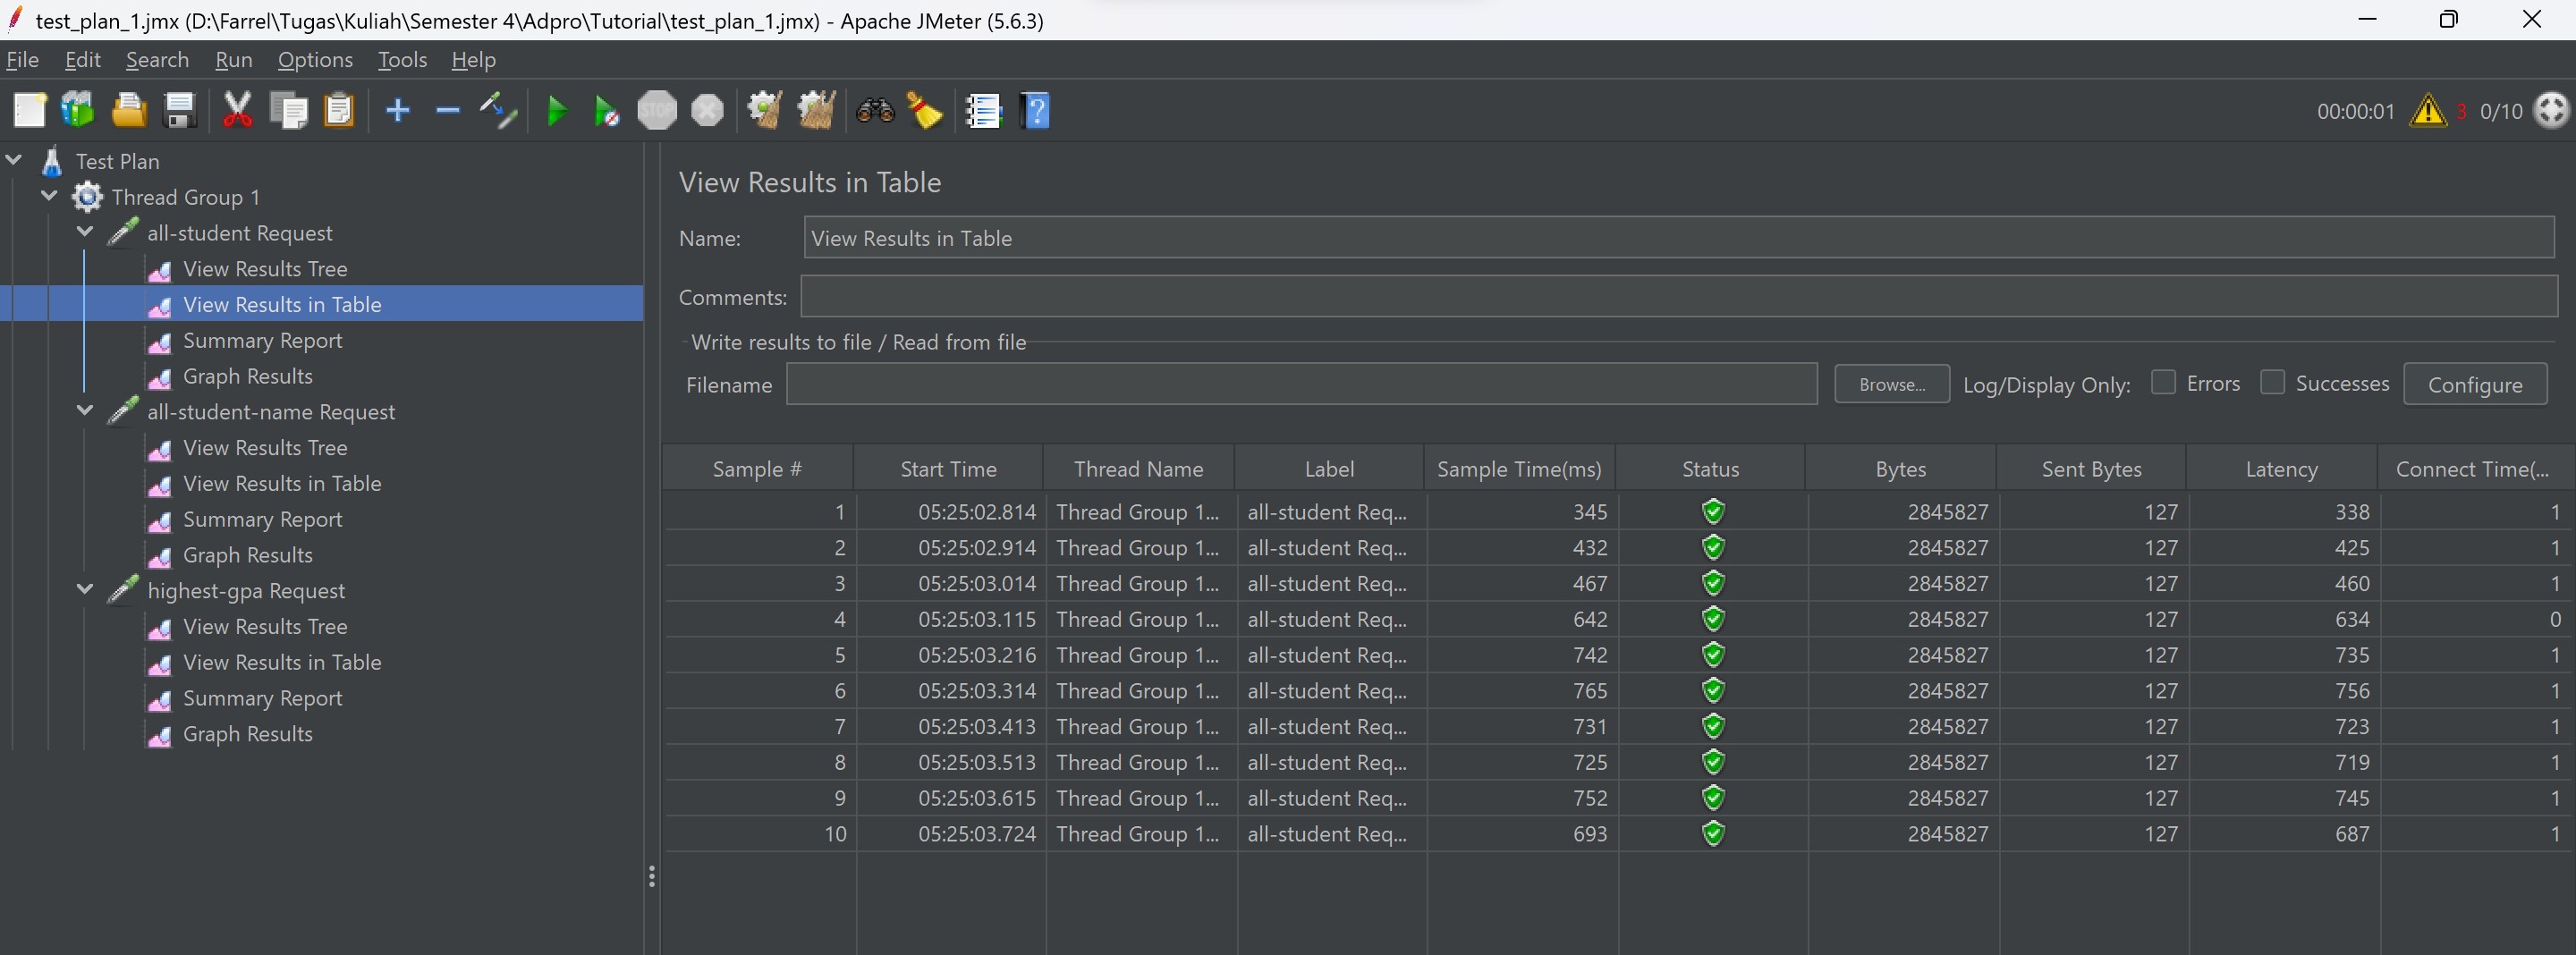 test_plan_1.jmx (D:\Farrel\Tugas\Kuliah\Semester 4\Adpro\Tutorial\test_plan_1.jmx) - Apache JMeter (5.6.3)
File Edit Search Run Options Tools Help
STOP 00:00:01 3 0/10
Test Plan
Thread Group 1
all-student Request
View Results Tree
View Results in Table
Summary Report
Graph Results
all-student-name Request
View Results Tree
View Results in Table
Summary Report
Graph Results
highest-gpa Request
View Results Tree
View Results in Table
Summary Report
Graph Results
View Results in Table
Name: View Results in Table
Comments:
Write results to file / Read from file
Filename Browse... Log/Display Only: Errors Successes Configure
Sample # Start Time Thread Name Label Sample Time(ms) Status Bytes Sent Bytes Latency Connect Time(...
1 05:25:02.814 Thread Group 1... all-student Req... 345 2845827 127 338 1
2 05:25:02.914 Thread Group 1... all-student Req... 432 2845827 127 425 1
3 05:25:03.014 Thread Group 1... all-student Req... 467 2845827 127 460 1
4 05:25:03.115 Thread Group 1... all-student Req... 642 2845827 127 634 0
5 05:25:03.216 Thread Group 1... all-student Req... 742 2845827 127 735 1
6 05:25:03.314 Thread Group 1... all-student Req... 765 2845827 127 756 1
7 05:25:03.413 Thread Group 1... all-student Req... 731 2845827 127 723 1
8 05:25:03.513 Thread Group 1... all-student Req... 725 2845827 127 719 1
9 05:25:03.615 Thread Group 1... all-student Req... 752 2845827 127 745 1
10 05:25:03.724 Thread Group 1... all-student Req... 693 2845827 127 687 1